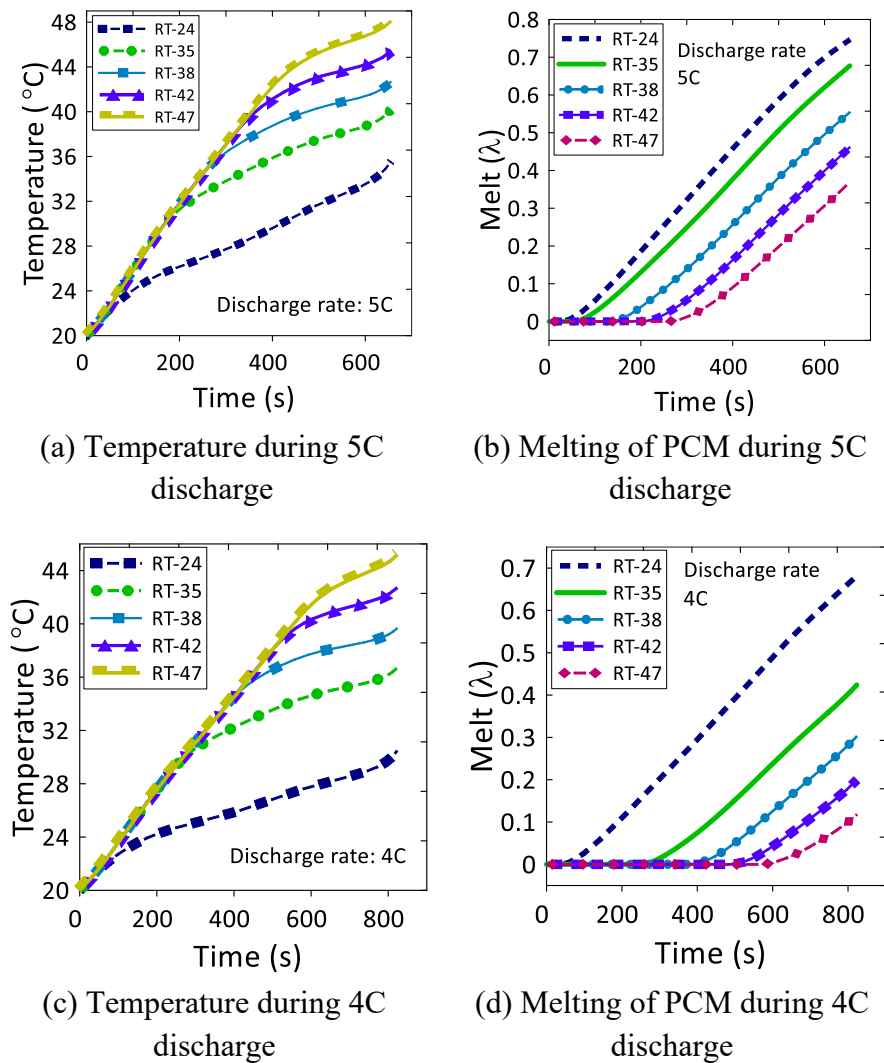 48
44
40
36
32
28
24
20
Temperature (°C)
RT-24
RT-35
RT-38
RT-42
RT-47
Discharge rate: 5C
0 200 400 600
Time (s)
(a) Temperature during 5C
discharge
0.8
0.7
0.6
0.5
0.4
0.3
0.2
0.1
0
Melt (λ)
RT-24
RT-35
RT-38
RT-42
RT-47
Discharge rate
5C
0 200 400 600
Time (s)
(b) Melting of PCM during 5C
discharge
44
40
36
32
28
24
20
Temperature (°C)
RT-24
RT-35
RT-38
RT-42
RT-47
Discharge rate: 4C
0 200 400 600 800
Time (s)
(c) Temperature during 4C
discharge
0.7
0.6
0.5
0.4
0.3
0.2
0.1
0
Melt (λ)
RT-24
RT-35
RT-38
RT-42
RT-47
Discharge rate
4C
0 200 400 600 800
Time (s)
(d) Melting of PCM during 4C
discharge